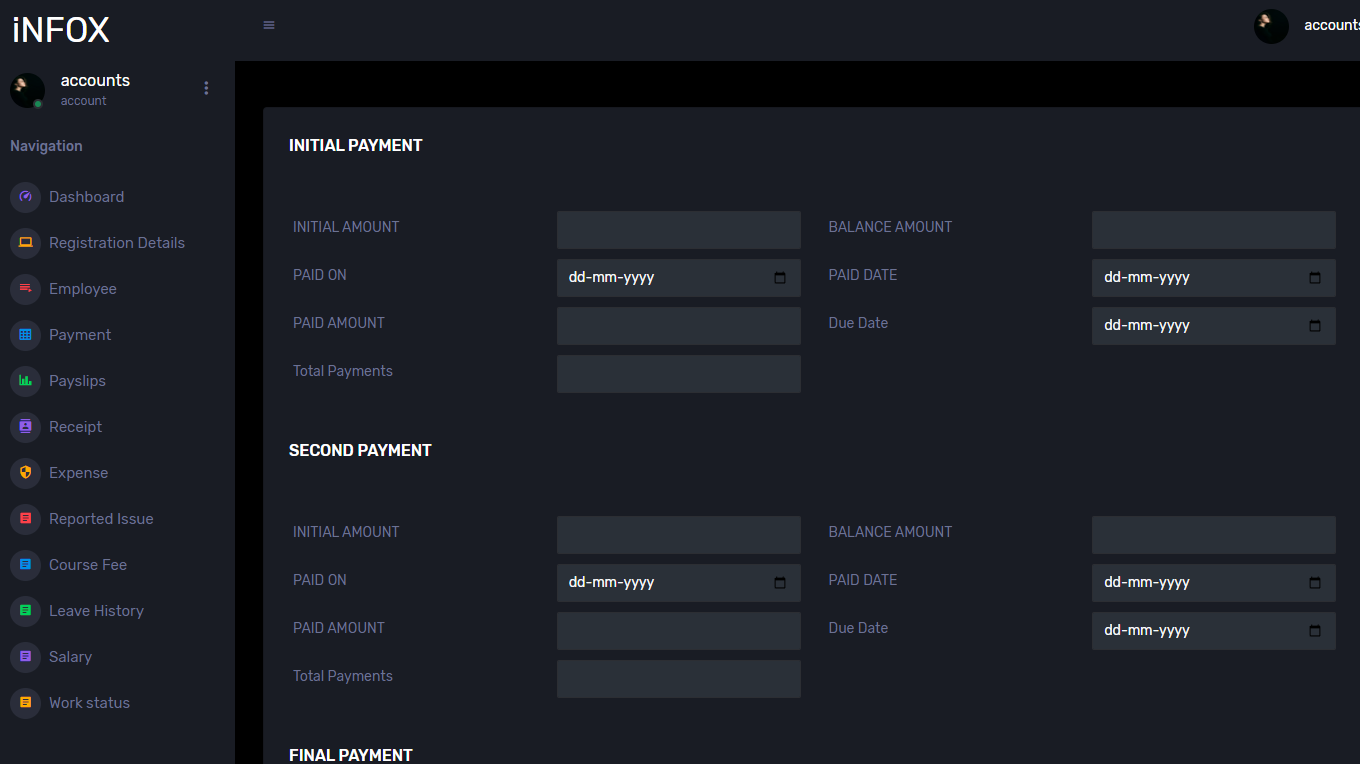 iNFOX
accounts
accounts
account
Navigation
Dashboard
Registration Details
Employee
Payment
Payslips
Receipt
Expense
Reported Issue
Course Fee
Leave History
Salary
Work status
INITIAL PAYMENT
INITIAL AMOUNT
BALANCE AMOUNT
PAID ON
dd-mm-yyyy
PAID DATE
dd-mm-yyyy
PAID AMOUNT
Due Date
dd-mm-yyyy
Total Payments
SECOND PAYMENT
INITIAL AMOUNT
BALANCE AMOUNT
PAID ON
dd-mm-yyyy
PAID DATE
dd-mm-yyyy
PAID AMOUNT
Due Date
dd-mm-yyyy
Total Payments
FINAL PAYMENT